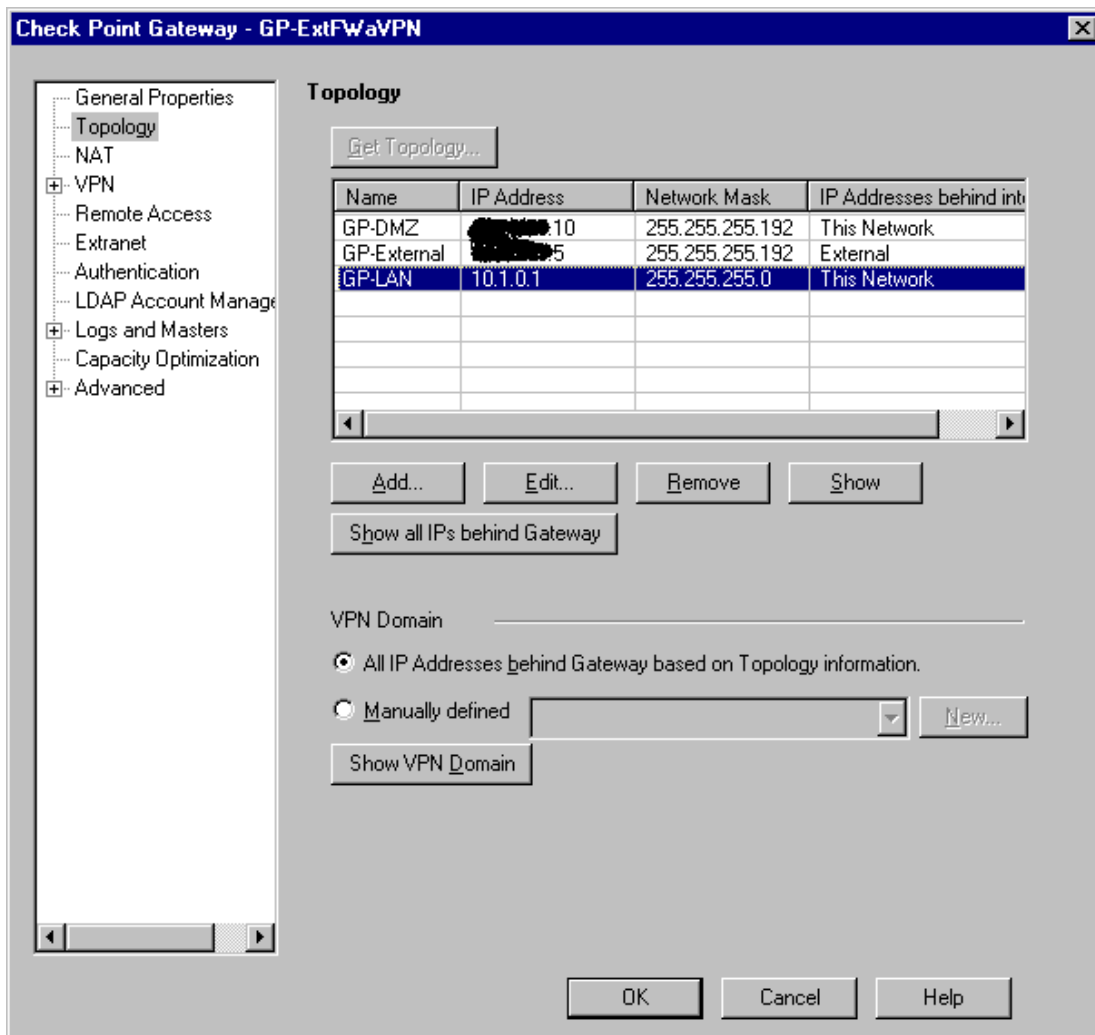 Check Point Gateway - GP-ExtFWaVPN
General Properties
Topology
NAT
VPN
Remote Access
Extranet
Authentication
LDAP Account Manage
Logs and Masters
Capacity Optimization
Advanced
Topology
Get Topology...
Name IP Address Network Mask IP Addresses behind int
GP-DMZ .10 255.255.255.192 This Network
GP-External .5 255.255.255.192 External
GP-LAN 10.1.0.1 255.255.255.0 This Network
Add... Edit... Remove Show
Show all IPs behind Gateway
VPN Domain
All IP Addresses behind Gateway based on Topology information.
Manually defined New...
Show VPN Domain
OK Cancel Help